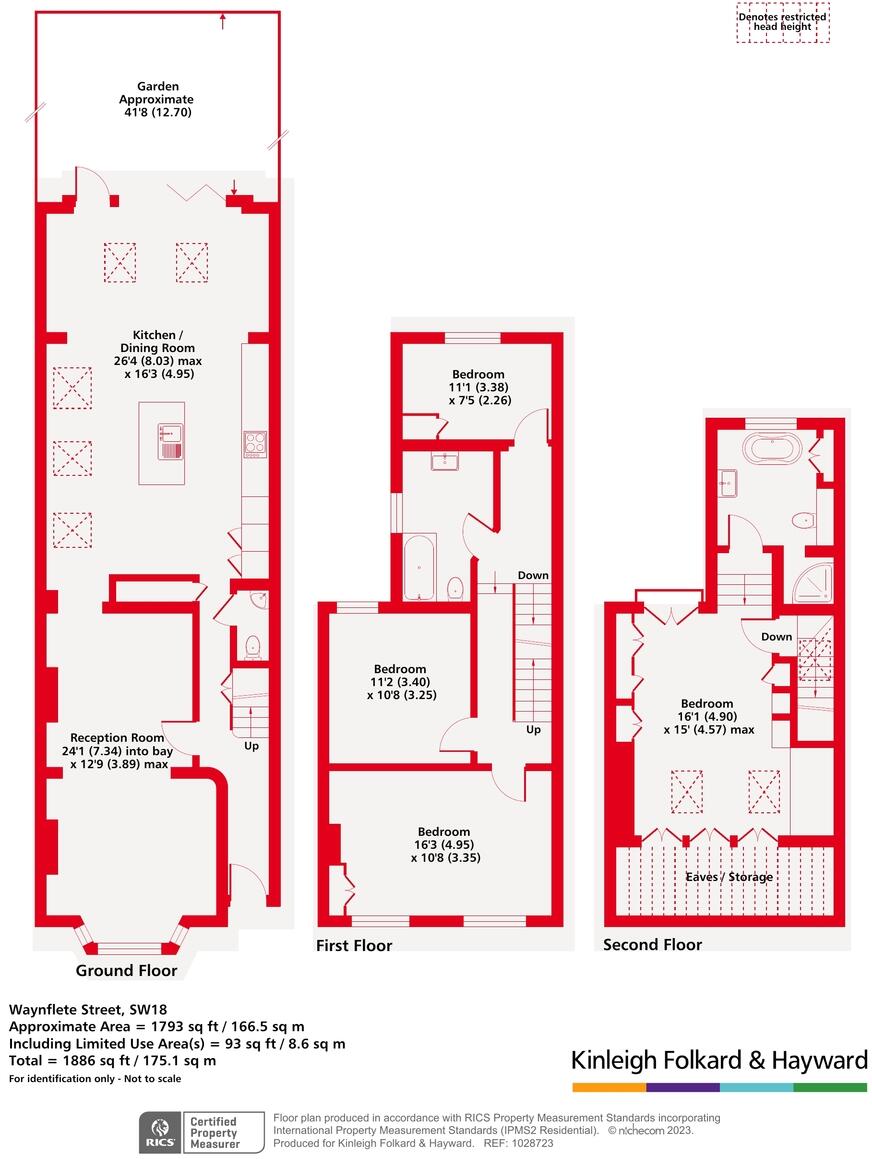 Denotes restricted
head height
Garden
Approximate
41'8 (12.70)
Kitchen /
Dining Room
26'4 (8.03) max
x 16'3 (4.95)
Reception Room
24'1 (7.34) into bay
x 12'9 (3.89) max
Up
Ground Floor
Bedroom
11'1 (3.38)
x 7'5 (2.26)
Down
Bedroom
11'2 (3.40)
x 10'8 (3.25)
Up
Bedroom
16'3 (4.95)
x 10'8 (3.35)
First Floor
Down
Bedroom
16'1 (4.90)
x 15' (4.57) max
Eaves / Storage
Second Floor
Waynflete Street, SW18
Approximate Area = 1793 sq ft / 166.5 sq m
Including Limited Use Area(s) = 93 sq ft / 8.6 sq m
Total = 1886 sq ft / 175.1 sq m
For identification only - Not to scale
Kinleigh Folkard & Hayward
RICS
Certified
Property
Measurer
Floor plan produced in accordance with RICS Property Measurement Standards incorporating
International Property Measurement Standards (IPMS2 Residential). © nichecom 2023.
Produced for Kinleigh Folkard & Hayward. REF: 1028723